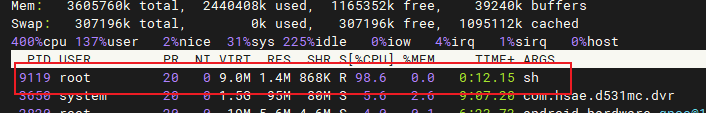 Mem:   3605760k total,  2440408k used,  1165352k free,    39240k buffers
Swap:   307196k total,        0k used,   307196k free,  1095112k cached
400%cpu 137%user   2%nice  31%sys 225%idle   0%iow   4%irq   1%sirq   0%host
PID USER         PR  NI VIRT  RES  SHR S[%CPU] %MEM     TIME+ ARGS
9119 root         20   0 9.0M 1.4M 868K R 98.6   0.0   0:12.15 sh
3650 system       20   0 1.5G  95M  80M S  5.6   2.6   9:07.20 com.hsae.d531mc.dvr